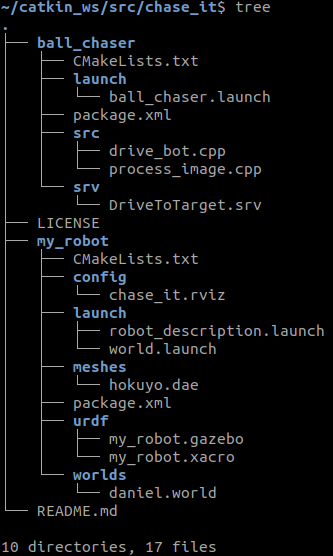 ~/catkin_ws/src/chase_it$ tree
.
├── ball_chaser
│   ├── CMakeLists.txt
│   ├── launch
│   │   └── ball_chaser.launch
│   ├── package.xml
│   ├── src
│   │   ├── drive_bot.cpp
│   │   └── process_image.cpp
│   └── srv
│       └── DriveToTarget.srv
├── LICENSE
├── my_robot
│   ├── CMakeLists.txt
│   ├── config
│   │   └── chase_it.rviz
│   ├── launch
│   │   ├── robot_description.launch
│   │   └── world.launch
│   ├── meshes
│   │   └── hokuyo.dae
│   ├── package.xml
│   ├── urdf
│   │   ├── my_robot.gazebo
│   │   └── my_robot.xacro
│   └── worlds
│       └── daniel.world
└── README.md

10 directories, 17 files